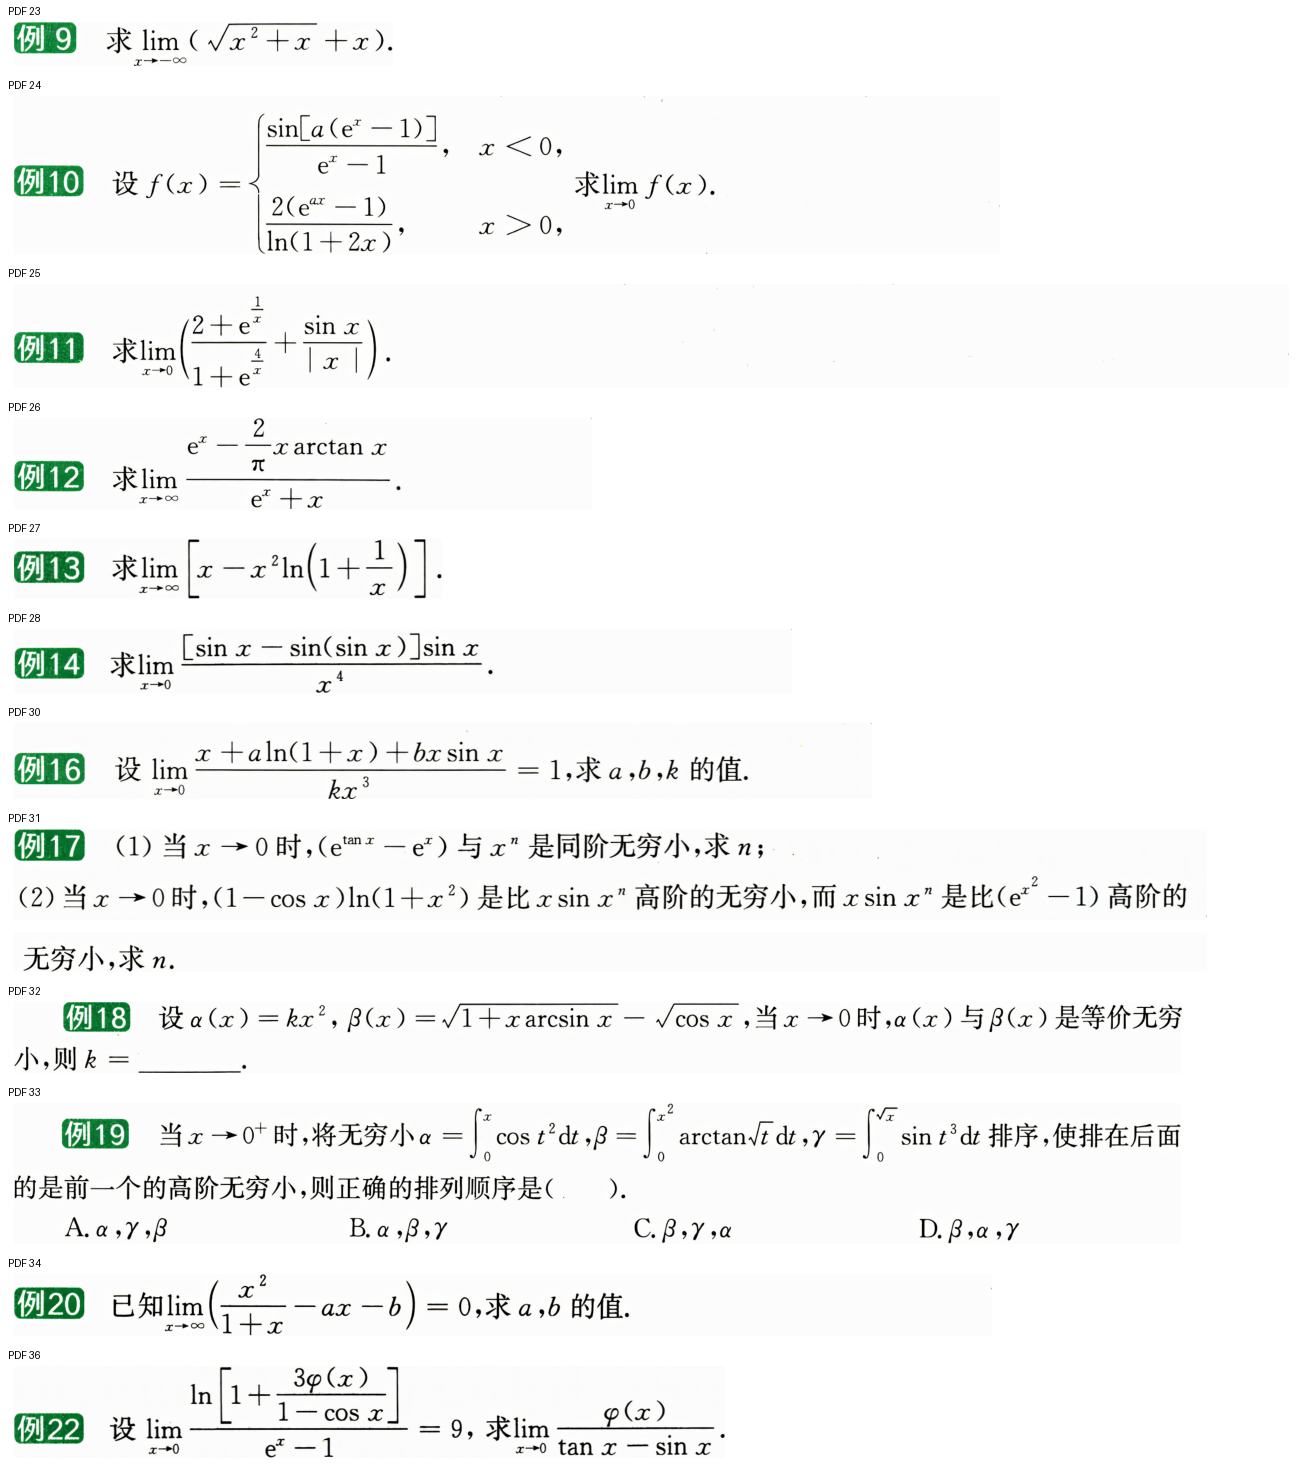 PDF 23
例 9 求 lim_{x→−∞} ( √(x² + x) + x ).
PDF 24
例10 设 f(x) = { sin[a(e^x − 1)] / (e^x − 1), x < 0, 2(e^{ax} − 1) / ln(1 + 2x), x > 0, 求 lim_{x→0} f(x).
PDF 25
例11 求 lim_{x→0} ( (2 + e^{1/x}) / (1 + e^{4/x}) + sin x / | x | ).
PDF 26
例12 求 lim_{x→∞} (e^x − (2/π) x arctan x) / (e^x + x).
PDF 27
例13 求 lim_{x→∞} [ x − x² ln(1 + 1/x) ].
PDF 28
例14 求 lim_{x→0} [sin x − sin(sin x)]sin x / x⁴.
PDF 30
例16 设 lim_{x→0} (x + a ln(1 + x) + bx sin x) / (kx³) = 1,求 a,b,k 的值.
PDF 31
例17 (1) 当 x → 0 时,(e^{tan x} − e^x) 与 x^n 是同阶无穷小,求 n;
(2) 当 x → 0 时,(1 − cos x)ln(1 + x²) 是比 x sin x^n 高阶的无穷小,而 x sin x^n 是比(e^{x²} − 1) 高阶的
无穷小,求 n.
PDF 32
例18 设 α(x) = kx², β(x) = √(1 + x arcsin x) − √(cos x),当 x → 0 时,α(x) 与 β(x) 是等价无穷
小,则 k = ______.
PDF 33
例19 当 x → 0⁺ 时,将无穷小 α = ∫_0^x cos t² dt, β = ∫_0^{x²} arctan√t dt, γ = ∫_0^{√x} sin t³ dt 排序,使排在后面
的是前一个的高阶无穷小,则正确的排列顺序是( ).
A. α,γ,β B. α,β,γ C. β,γ,α D. β,α,γ
PDF 34
例20 已知 lim_{x→∞} ( x² / (1 + x) − ax − b ) = 0,求 a,b 的值.
PDF 36
例22 设 lim_{x→0} ln[1 + 3φ(x) / (1 − cos x)] / (e^x − 1) = 9, 求 lim_{x→0} φ(x) / (tan x − sin x).